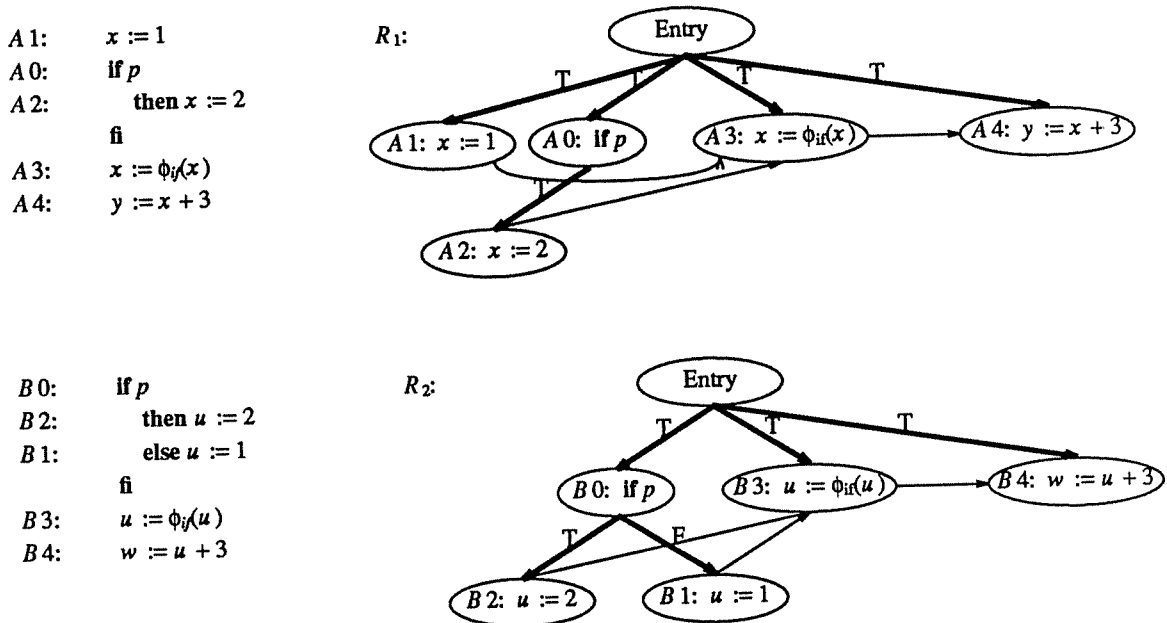 A1: x := 1
A0: if p
A2: then x := 2
fi
A3: x := ϕif(x)
A4: y := x + 3
R1:
Entry
T T T T
A1: x := 1 A0: if p A3: x := ϕif(x) A4: y := x + 3
T
A2: x := 2
B0: if p
B2: then u := 2
B1: else u := 1
fi
B3: u := ϕif(u)
B4: w := u + 3
R2:
Entry
T T T
B0: if p B3: u := ϕif(u) B4: w := u + 3
T F
B2: u := 2 B1: u := 1